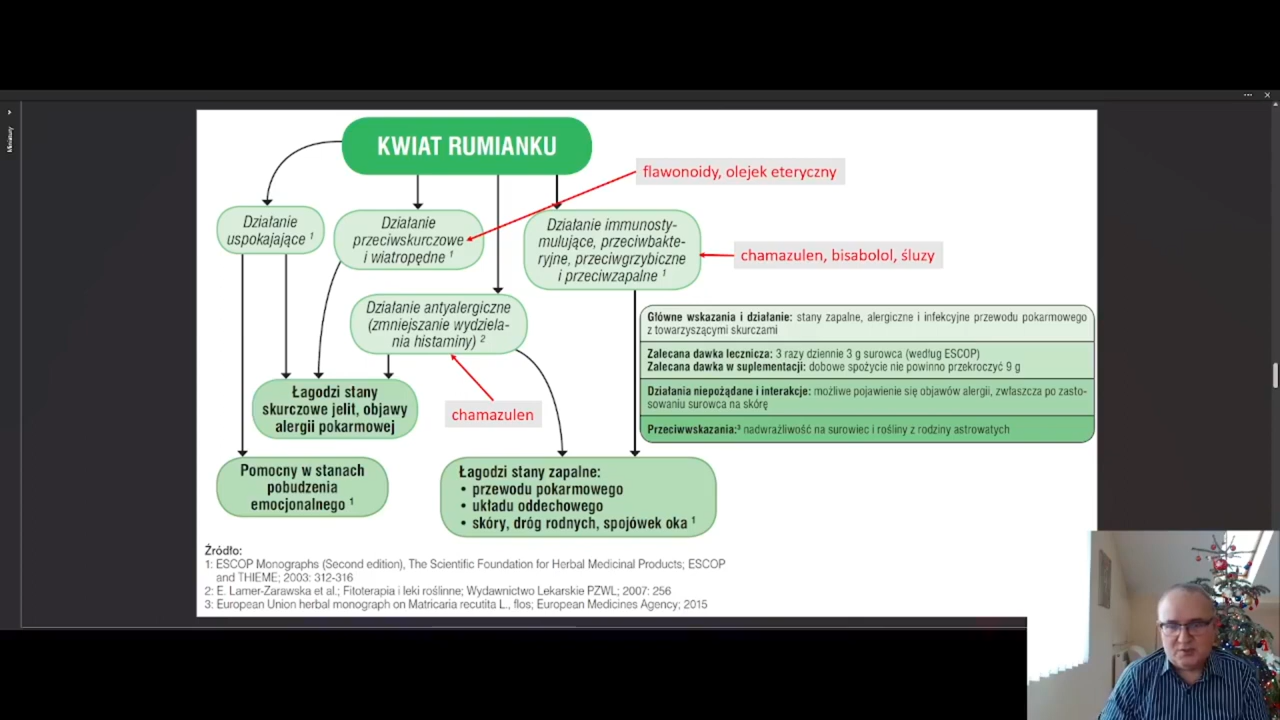 Miniatury
KWIAT RUMIANKU
flawonoidy, olejek eteryczny
Działanie
uspokajające ¹
Działanie
przeciwskurczowe
i wiatropędne ¹
Działanie immunosty-
mulujące, przeciwbakte-
ryjne, przeciwgrzybiczne
i przeciwzapalne ¹
chamazulen, bisabolol, śluzy
Działanie antyalergiczne
(zmniejszanie wydziela-
nia histaminy) ²
Główne wskazania i działanie: stany zapalne, alergiczne i infekcyjne przewodu pokarmowego
z towarzyszącymi skurczami
Zalecana dawka lecznicza: 3 razy dziennie 3 g surowca (według ESCOP)
Zalecana dawka w suplementacji: dobowe spożycie nie powinno przekroczyć 9 g
Działania niepożądane i interakcje: możliwe pojawienie się objawów alergii, zwłaszcza po zasto-
sowaniu surowca na skórę
Przeciwwskazania:³ nadwrażliwość na surowiec i rośliny z rodziny astrowatych
Łagodzi stany
skurczowe jelit, objawy
alergii pokarmowej
chamazulen
Pomocny w stanach
pobudzenia
emocjonalnego ¹
Łagodzi stany zapalne:
• przewodu pokarmowego
• układu oddechowego
• skóry, dróg rodnych, spojówek oka ¹
Źródło:
1: ESCOP Monographs (Second edition), The Scientific Foundation for Herbal Medicinal Products; ESCOP
and THIEME; 2003: 312-316
2: E. Lamer-Zarawska et al.; Fitoterapia i leki roślinne; Wydawnictwo Lekarskie PZWL; 2007: 256
3: European Union herbal monograph on Matricaria recutita L., flos; European Medicines Agency; 2015